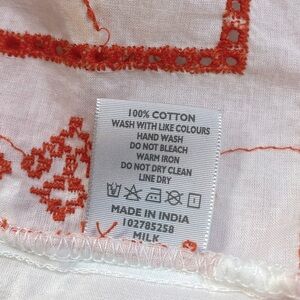 100% COTTON
WASH WITH LIKE COLOURS
HAND WASH
DO NOT BLEACH
WARM IRON
DO NOT DRY CLEAN
LINE DRY
MADE IN INDIA
102785258
MILK